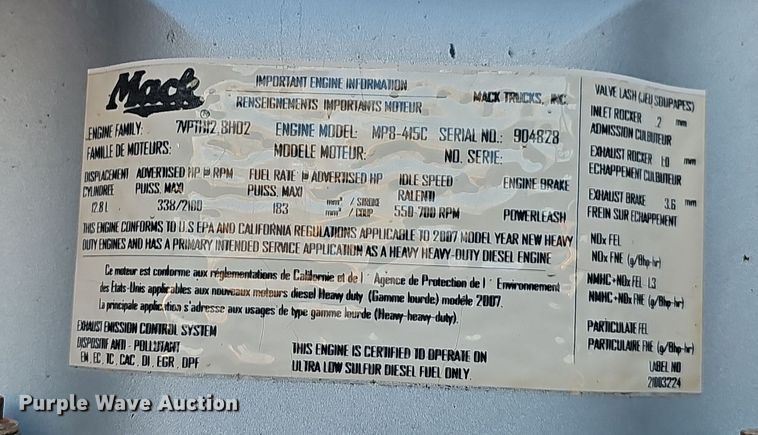 Mack
IMPORTANT ENGINE INFORMATION
RENSEIGNEMENTS IMPORTANTS MOTEUR
MACK TRUCKS, INC.
ENGINE FAMILY: 7VPTH12.8H02 ENGINE MODEL: MP8-415C SERIAL NO.: 904828
FAMILLE DE MOTEURS: MODELE MOTEUR: NO. SERIE:
DISPLACEMENT ADVERTISED HP @ RPM FUEL RATE @ ADVERTISED HP IDLE SPEED ENGINE BRAKE
CYLINDREE PUISS. MAXI PUISS. MAXI RALENTI
12.8 L 338/2100 183 mm³ / STROKE mm³ / COUP 550-700 RPM POWERLEASH
THIS ENGINE CONFORMS TO U.S EPA AND CALIFORNIA REGULATIONS APPLICABLE TO 2007 MODEL YEAR NEW HEAVY
DUTY ENGINES AND HAS A PRIMARY INTENDED SERVICE APPLICATION AS A HEAVY HEAVY-DUTY DIESEL ENGINE
Ce moteur est conforme aux réglementations de Californie et de l' Agence de Protection de l' Environnement
des États-Unis applicables aux nouveaux moteurs diesel Heavy duty (Gamme lourde) modèle 2007.
La principale application s'adresse aux usages de type gamme lourde (Heavy-heavy-duty).
EXHAUST EMISSION CONTROL SYSTEM
DISPOSITIF ANTI - POLLUTANT
EM, EC, TC, CAC, DI, EGR, DPF
THIS ENGINE IS CERTIFIED TO OPERATE ON
ULTRA LOW SULFUR DIESEL FUEL ONLY.
VALVE LASH (JEU SOUPAPES)
INLET ROCKER .2 mm
ADMISSION CULBUTEUR
EXHAUST ROCKER 1.0 mm
ECHAPPEMENT CULBUTEUR
EXHAUST BRAKE 3.6 mm
FREIN SUR ECHAPPEMENT
NOx FEL
NOx FNE (g/Bhp-hr)
NMHC+NOx FEL 1.3
NMHC+NOx FNE (g/Bhp-hr)
PARTICULATE FEL
PARTICULAIRE FNE (g/Bhp-hr)
LABEL NO
21003224
Purple Wave Auction